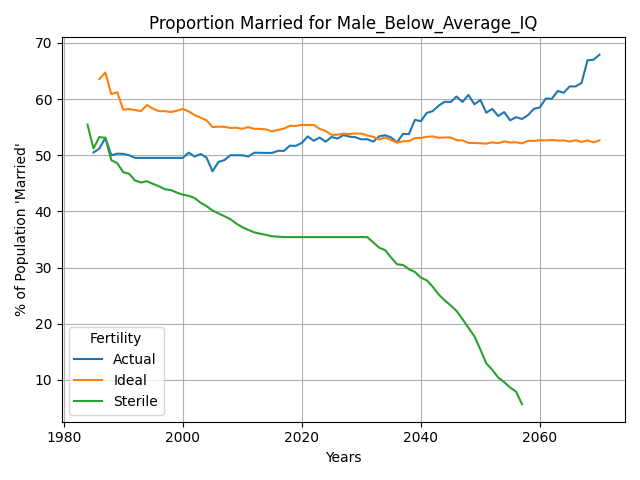 Proportion Married for Male_Below_Average_IQ
% of Population 'Married'
70
60
50
40
30
20
10
Fertility
Actual
Ideal
Sterile
1980 2000 2020 2040 2060
Years